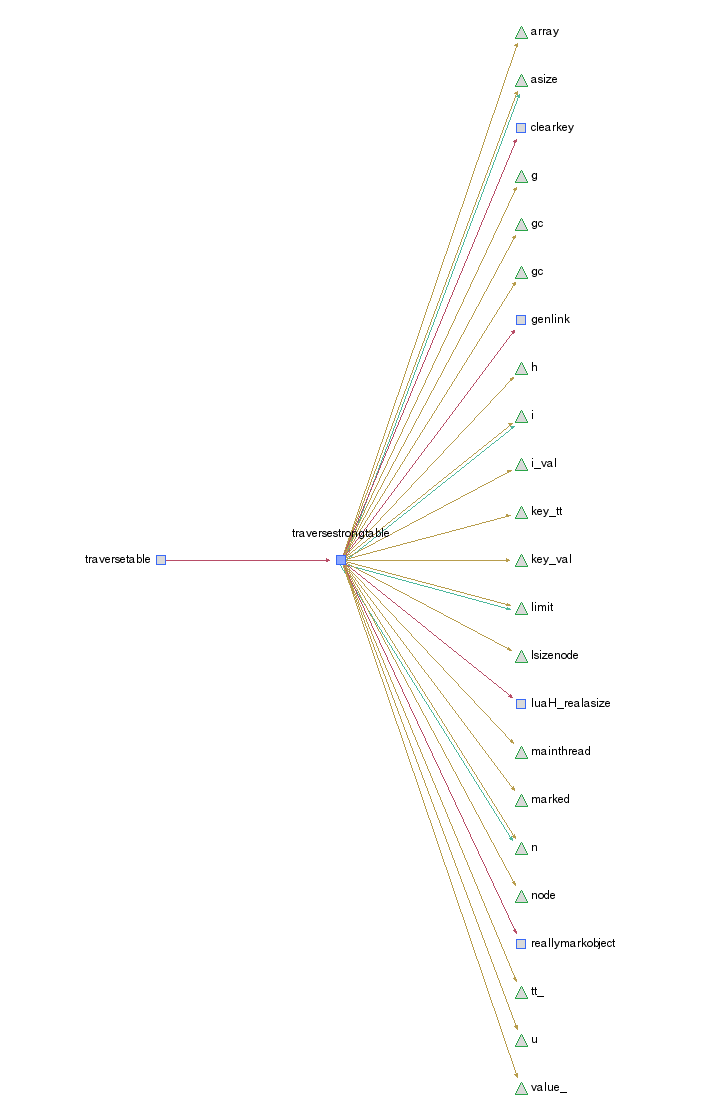 array
asize
clearkey
g
gc
gc
genlink
h
i
i_val
key_tt
traversestrongtable
traversetable
key_val
limit
lsizenode
luaH_realasize
mainthread
marked
n
node
reallymarkobject
tt_
u
value_